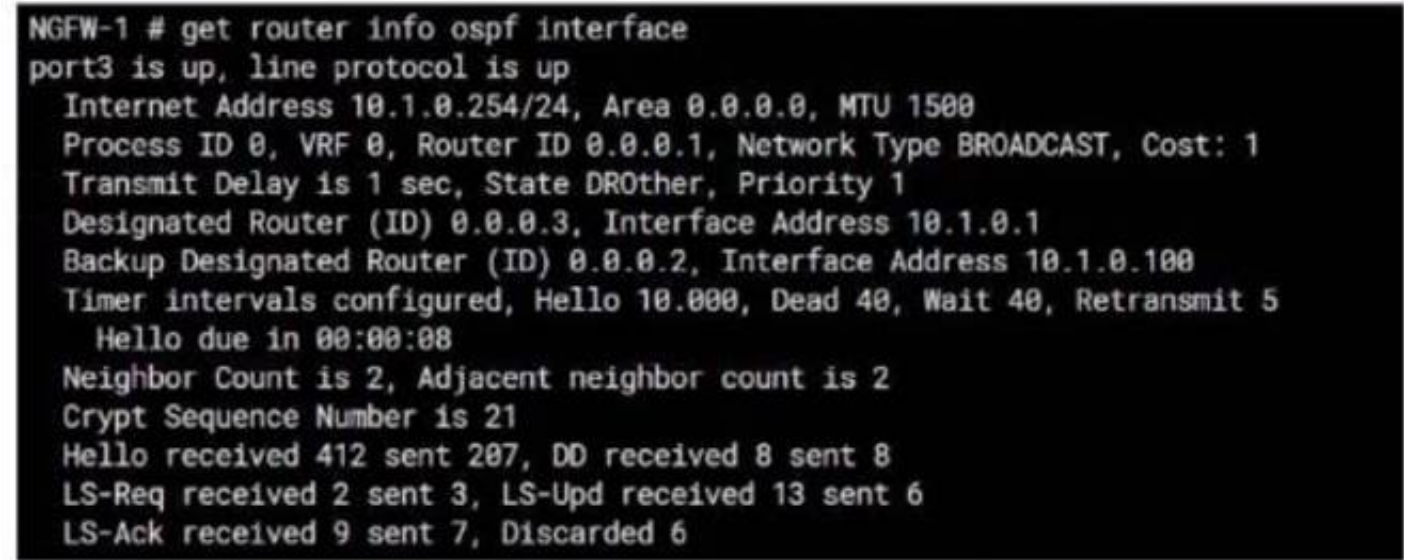 NGFW-1 # get router info ospf interface
port3 is up, line protocol is up
Internet Address 10.1.0.254/24, Area 0.0.0.0, MTU 1500
Process ID 0, VRF 0, Router ID 0.0.0.1, Network Type BROADCAST, Cost: 1
Transmit Delay is 1 sec, State DROther, Priority 1
Designated Router (ID) 0.0.0.3, Interface Address 10.1.0.1
Backup Designated Router (ID) 0.0.0.2, Interface Address 10.1.0.100
Timer intervals configured, Hello 10.000, Dead 40, Wait 40, Retransmit 5
Hello due in 00:00:08
Neighbor Count is 2, Adjacent neighbor count is 2
Crypt Sequence Number is 21
Hello received 412 sent 207, DD received 8 sent 8
LS-Req received 2 sent 3, LS-Upd received 13 sent 6
LS-Ack received 9 sent 7, Discarded 6